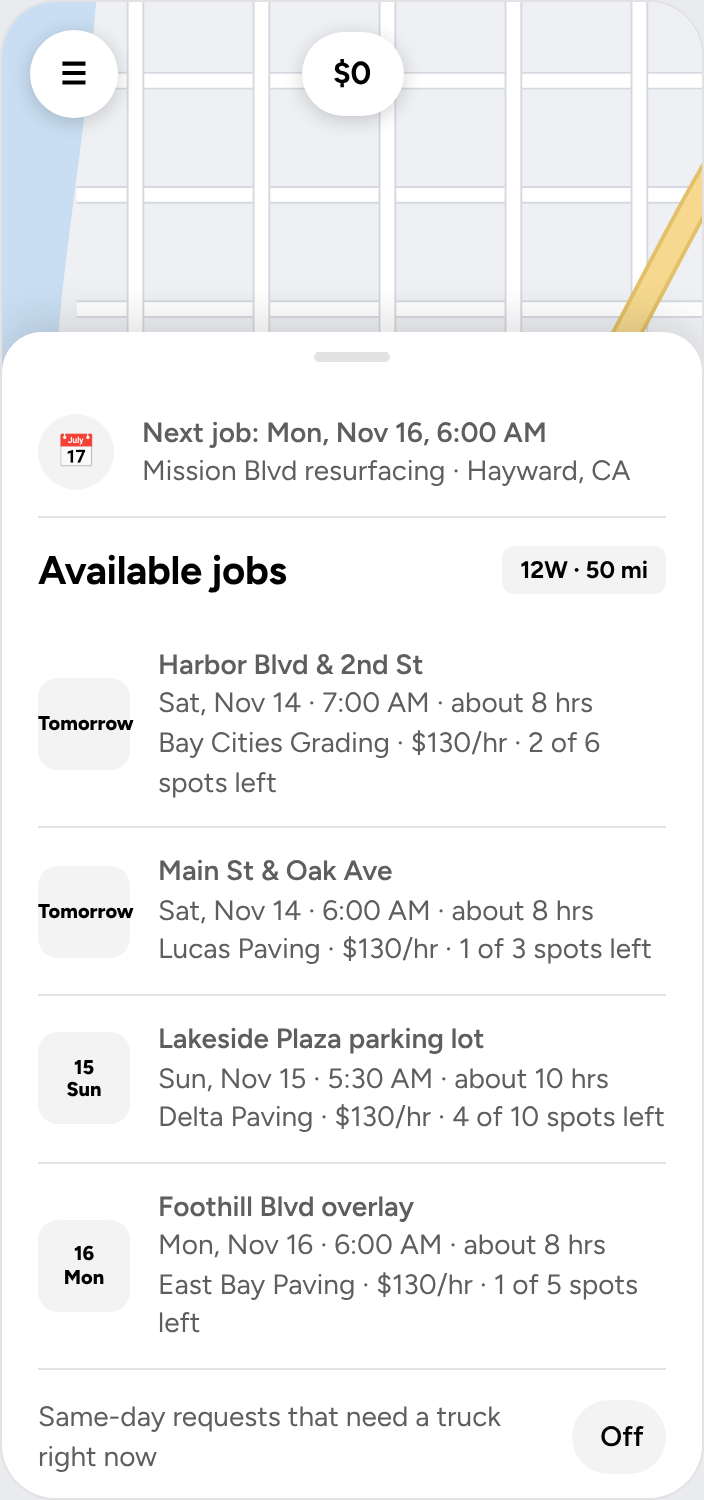 ☰
$0
July
17
Next job: Mon, Nov 16, 6:00 AM
Mission Blvd resurfacing · Hayward, CA
Available jobs
12W · 50 mi
Tomorrow
Harbor Blvd & 2nd St
Sat, Nov 14 · 7:00 AM · about 8 hrs
Bay Cities Grading · $130/hr · 2 of 6
spots left
Tomorrow
Main St & Oak Ave
Sat, Nov 14 · 6:00 AM · about 8 hrs
Lucas Paving · $130/hr · 1 of 3 spots left
15
Sun
Lakeside Plaza parking lot
Sun, Nov 15 · 5:30 AM · about 10 hrs
Delta Paving · $130/hr · 4 of 10 spots left
16
Mon
Foothill Blvd overlay
Mon, Nov 16 · 6:00 AM · about 8 hrs
East Bay Paving · $130/hr · 1 of 5 spots
left
Same-day requests that need a truck
right now
Off